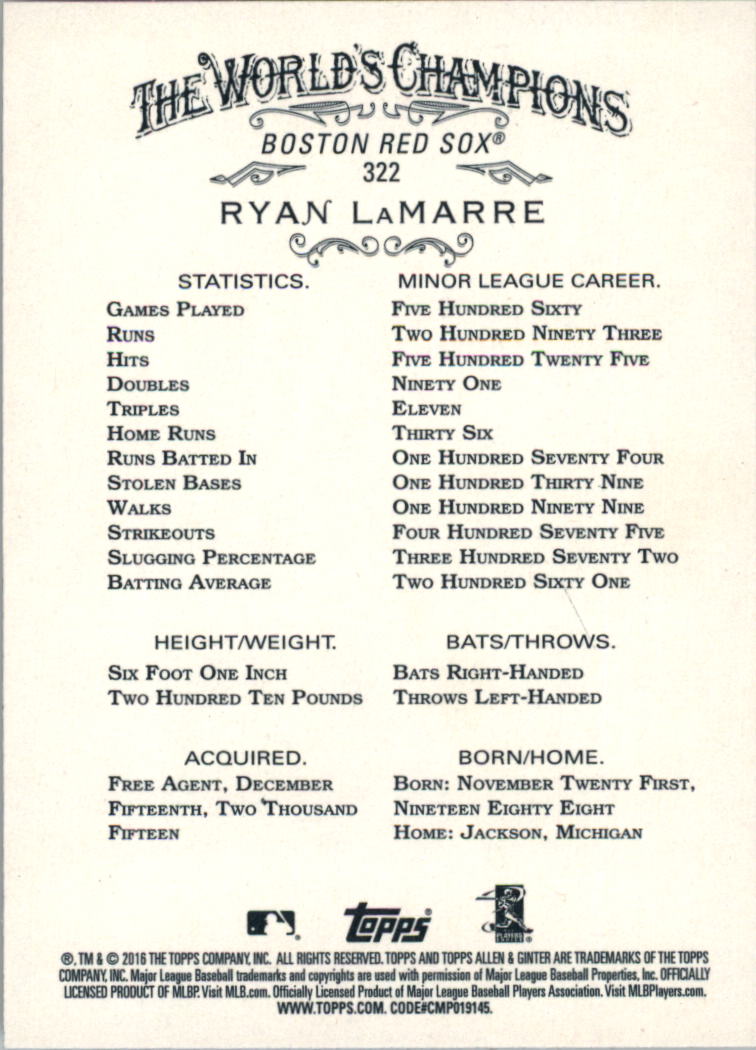 THE WORLD'S CHAMPIONS
BOSTON RED SOX®
322
RYAN LaMARRE
STATISTICS. MINOR LEAGUE CAREER.
GAMES PLAYED FIVE HUNDRED SIXTY
RUNS TWO HUNDRED NINETY THREE
HITS FIVE HUNDRED TWENTY FIVE
DOUBLES NINETY ONE
TRIPLES ELEVEN
HOME RUNS THIRTY SIX
RUNS BATTED IN ONE HUNDRED SEVENTY FOUR
STOLEN BASES ONE HUNDRED THIRTY NINE
WALKS ONE HUNDRED NINETY NINE
STRIKEOUTS FOUR HUNDRED SEVENTY FIVE
SLUGGING PERCENTAGE THREE HUNDRED SEVENTY TWO
BATTING AVERAGE TWO HUNDRED SIXTY ONE
HEIGHT/WEIGHT.
SIX FOOT ONE INCH
TWO HUNDRED TEN POUNDS
BATS/THROWS.
BATS RIGHT-HANDED
THROWS LEFT-HANDED
ACQUIRED.
FREE AGENT, DECEMBER
FIFTEENTH, TWO THOUSAND
FIFTEEN
BORN/HOME.
BORN: NOVEMBER TWENTY FIRST,
NINETEEN EIGHTY EIGHT
HOME: JACKSON, MICHIGAN
Topps®
PLAYERS
®, TM & © 2016 THE TOPPS COMPANY, INC. ALL RIGHTS RESERVED. TOPPS AND TOPPS ALLEN & GINTER ARE TRADEMARKS OF THE TOPPS
COMPANY, INC. Major League Baseball trademarks and copyrights are used with permission of Major League Baseball Properties, Inc. OFFICIALLY
LICENSED PRODUCT OF MLBP. Visit MLB.com. Officially Licensed Product of Major League Baseball Players Association. Visit MLBPlayers.com.
WWW.TOPPS.COM. CODE#CMP019145.